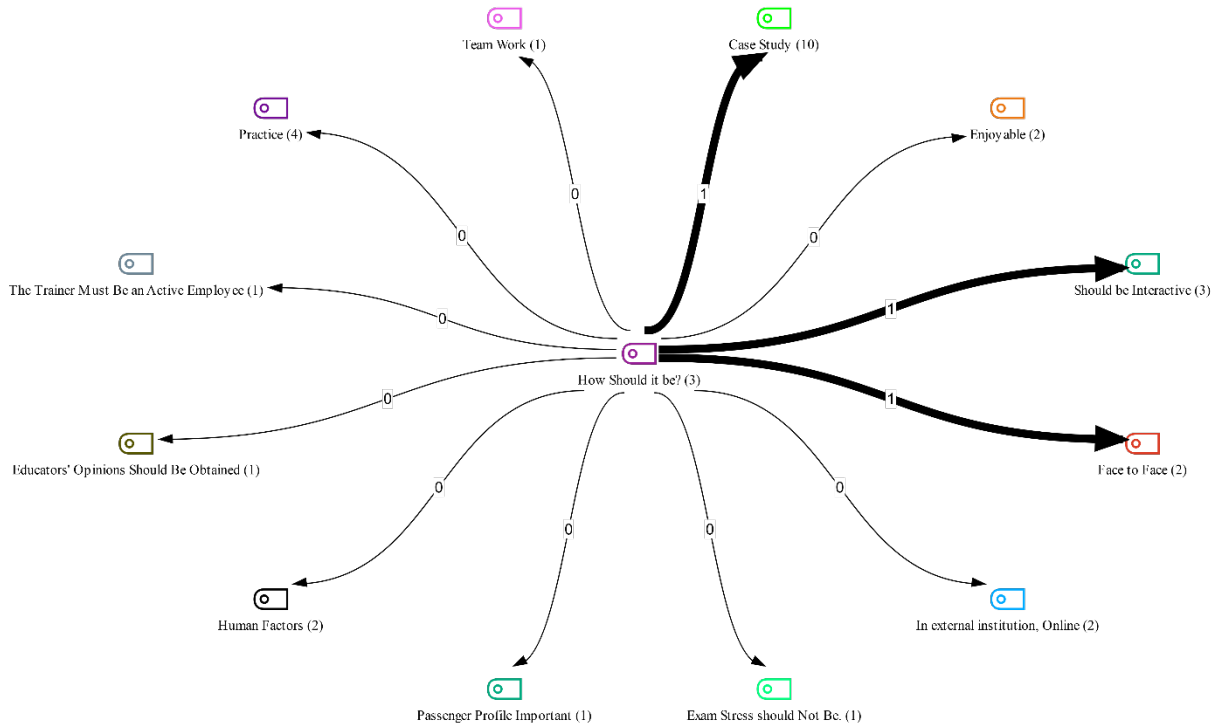 Team Work (1)
Case Study (10)
Practice (4)
Enjoyable (2)
0
1
0
0
The Trainer Must Be an Active Employee (1)
Should be Interactive (3)
0
1
How Should it be? (3)
0
1
Educators' Opinions Should Be Obtained (1)
Face to Face (2)
0
0
0
0
Human Factors (2)
In external institution, Online (2)
Passenger Profile Important (1)
Exam Stress should Not Be. (1)